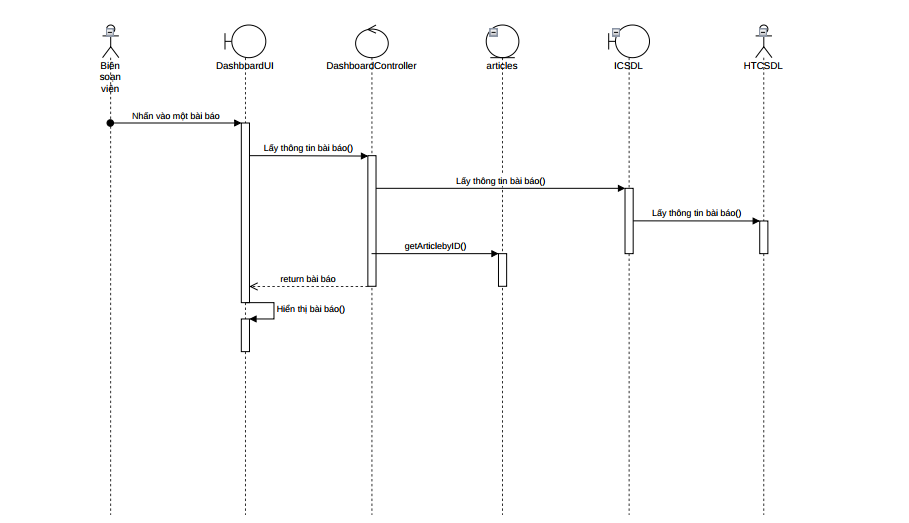 Biên
soạn
viên
DashboardUI
DashboardController
articles
ICSDL
HTCSDL
Nhấn vào một bài báo
Lấy thông tin bài báo()
Lấy thông tin bài báo()
Lấy thông tin bài báo()
getArticlebyID()
return bài báo
Hiển thị bài báo()